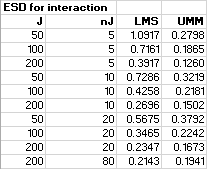 ESD for interaction
J nJ LMS UMM
50 5 1.0917 0.2798
100 5 0.7161 0.1865
200 5 0.3917 0.1260
50 10 0.7286 0.3219
100 10 0.4258 0.2181
200 10 0.2696 0.1502
50 20 0.5675 0.3792
100 20 0.3465 0.2242
200 20 0.2347 0.1673
200 80 0.2143 0.1941